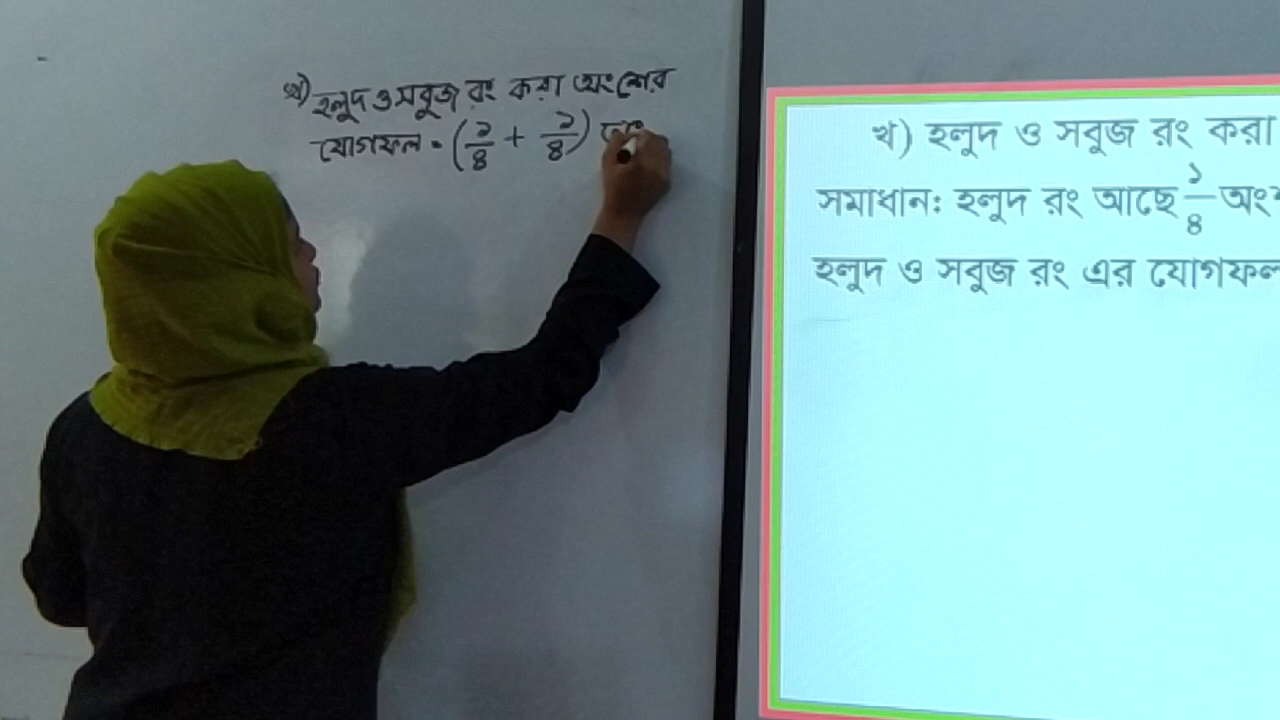 খ) হলুদ ও সবুজ রং করা অংশের
যোগফল = (১/৪ + ১/৪)
খ) হলুদ ও সবুজ রং করা
সমাধান: হলুদ রং আছে ১/৪ অংশ
হলুদ ও সবুজ রং এর যোগফল